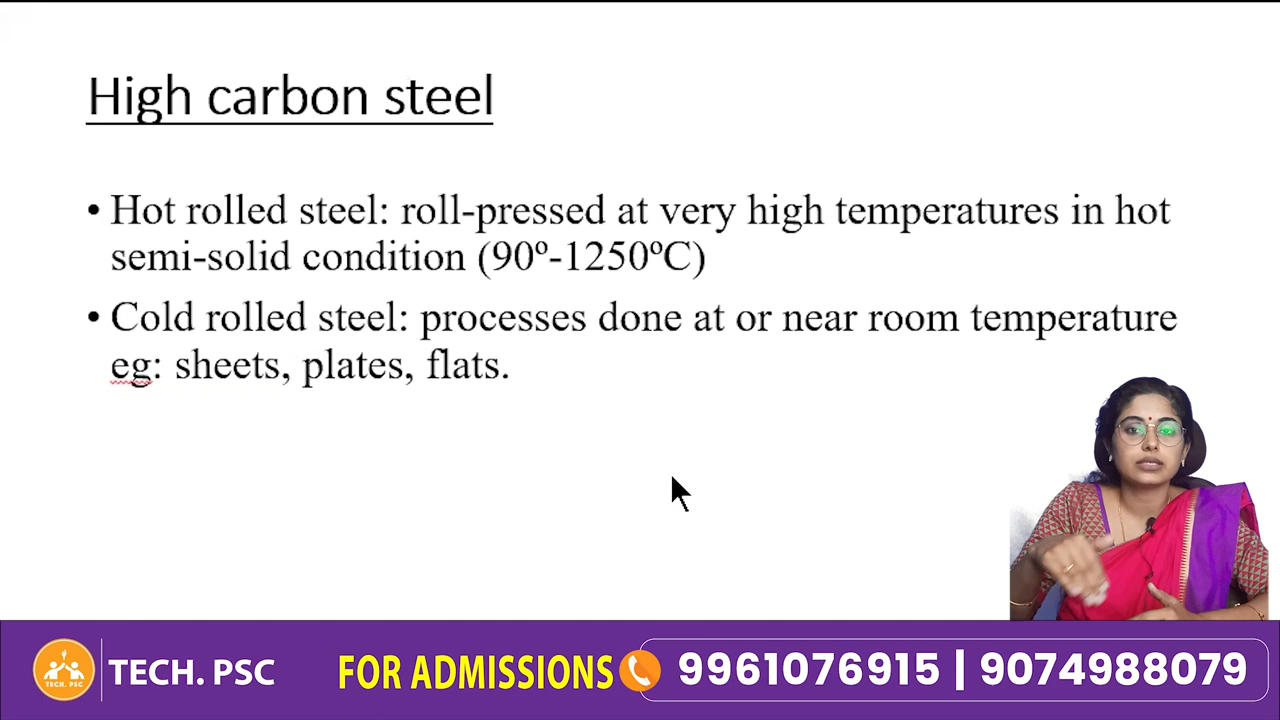 High carbon steel
• Hot rolled steel: roll-pressed at very high temperatures in hot
semi-solid condition (90º-1250ºC)
• Cold rolled steel: processes done at or near room temperature
eg: sheets, plates, flats.
TECH. PSC
TECH. PSC
FOR ADMISSIONS
9961076915 | 9074988079